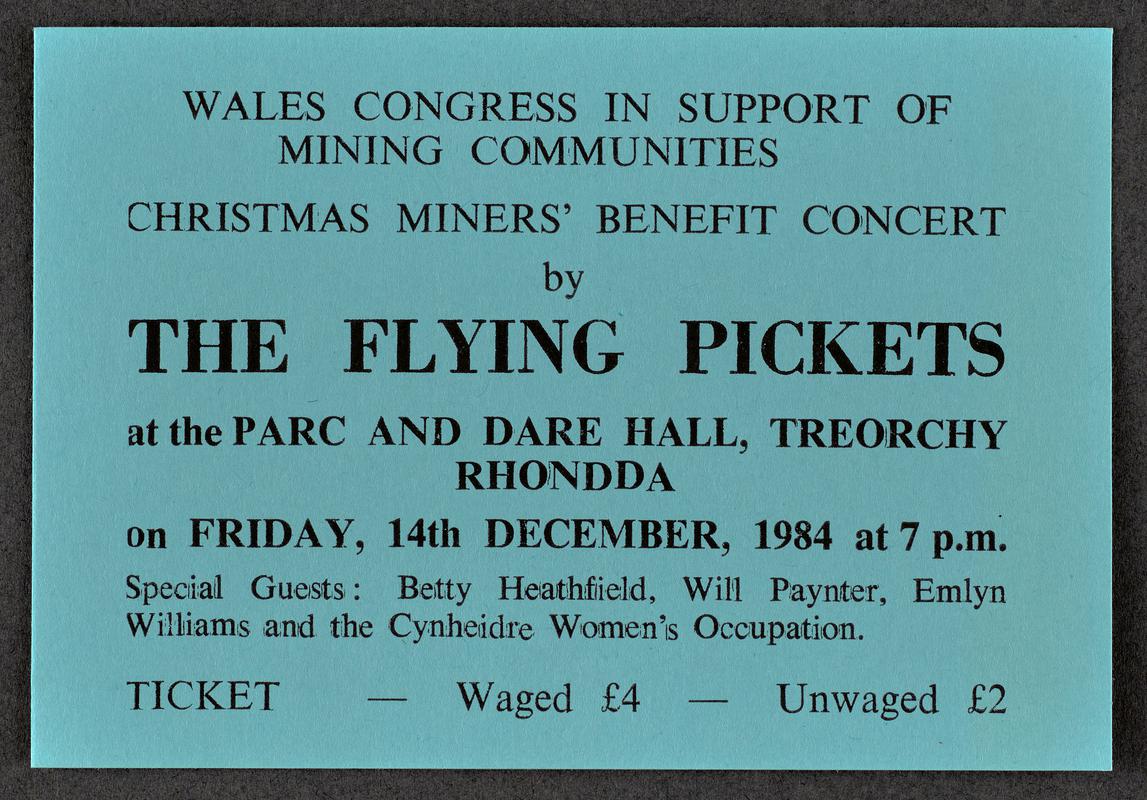 WALES CONGRESS IN SUPPORT OF
MINING COMMUNITIES
CHRISTMAS MINERS' BENEFIT CONCERT
by
THE FLYING PICKETS
at the PARC AND DARE HALL, TREORCHY
RHONDDA
on FRIDAY, 14th DECEMBER, 1984 at 7 p.m.
Special Guests: Betty Heathfield, Will Paynter, Emlyn
Williams and the Cynheidre Women's Occupation.
TICKET — Waged £4 — Unwaged £2